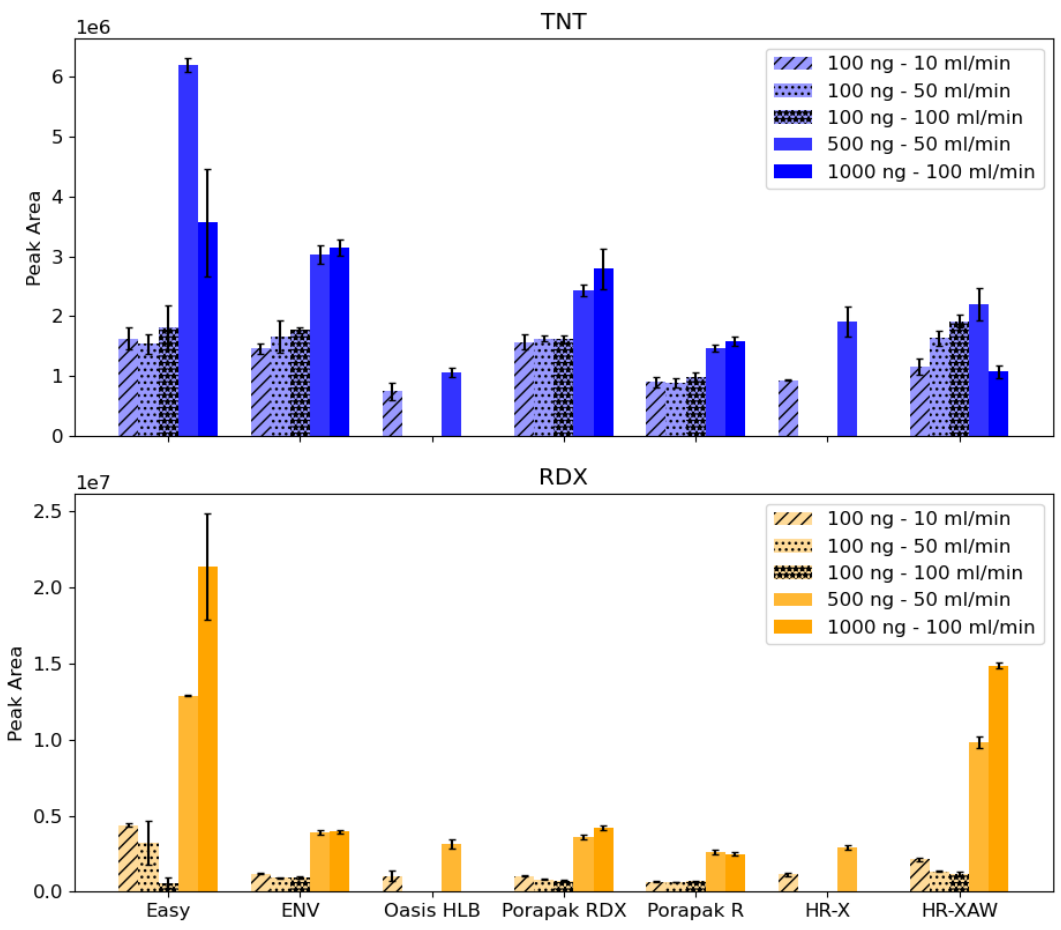 TNT
1e6
Peak Area
6
5
4
3
2
1
0
100 ng - 10 ml/min
100 ng - 50 ml/min
100 ng - 100 ml/min
500 ng - 50 ml/min
1000 ng - 100 ml/min
RDX
1e7
Peak Area
2.5
2.0
1.5
1.0
0.5
0.0
100 ng - 10 ml/min
100 ng - 50 ml/min
100 ng - 100 ml/min
500 ng - 50 ml/min
1000 ng - 100 ml/min
Easy ENV Oasis HLB Porapak RDX Porapak R HR-X HR-XAW